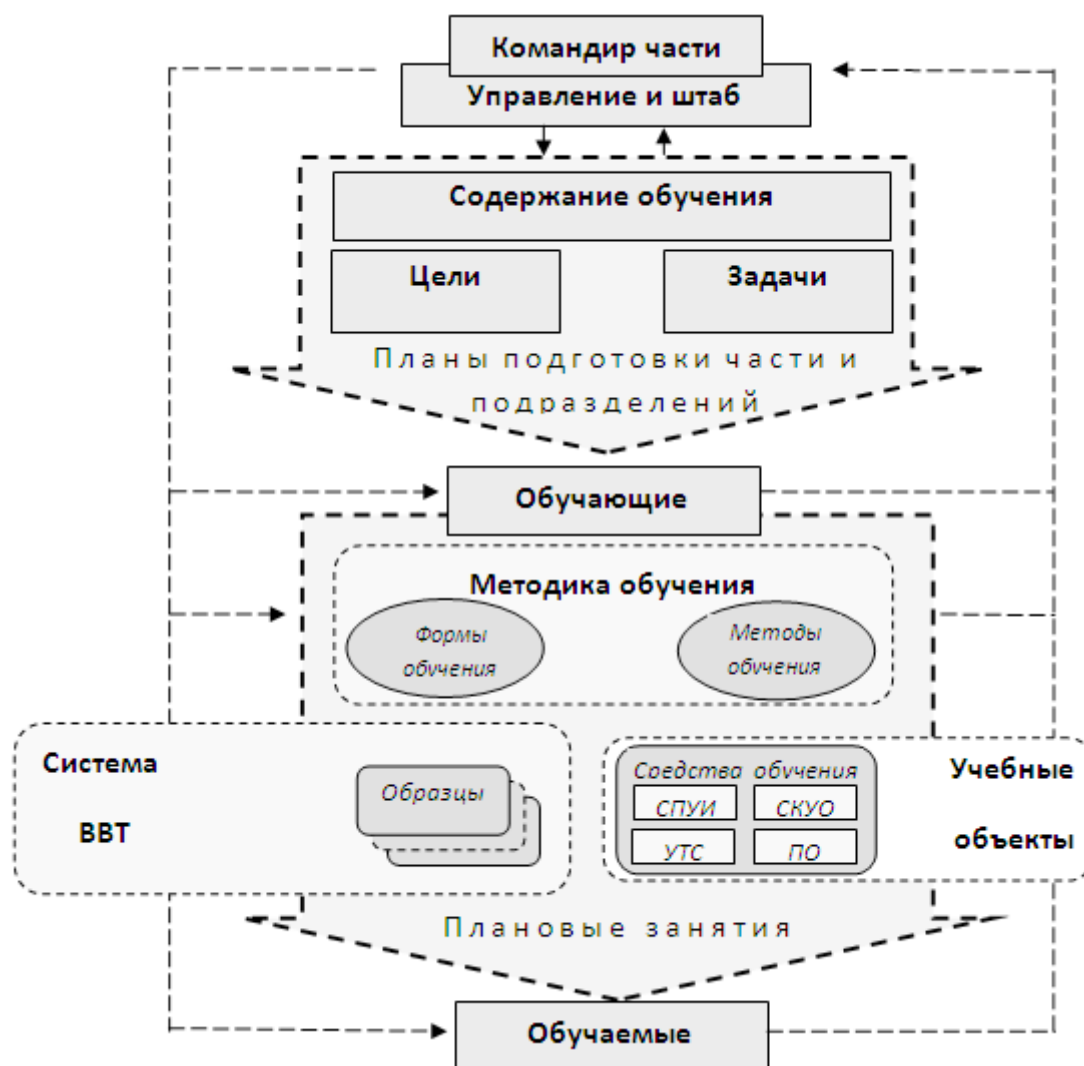 Командир части
Управление и штаб
Содержание обучения
Цели
Задачи
Планы подготовки части и
подразделений
Обучающие
Методика обучения
Формы
обучения
Методы
обучения
Система
ВВТ
Образцы
Средства обучения
СПУИ
СКУО
УТС
ПО
Учебные
объекты
Плановые занятия
Обучаемые